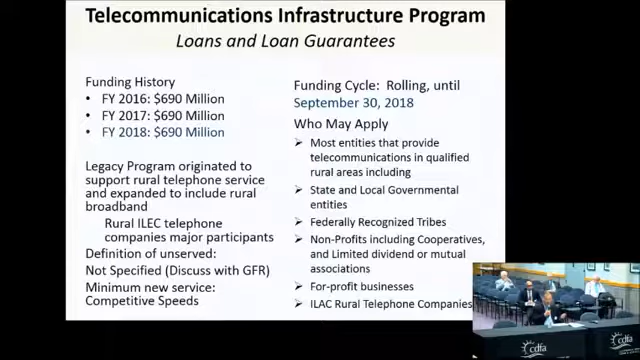 Telecommunications Infrastructure Program
Loans and Loan Guarantees
Funding History
• FY 2016: $690 Million
• FY 2017: $690 Million
• FY 2018: $690 Million
Legacy Program originated to
support rural telephone service
and expanded to include rural
broadband
Rural ILEC telephone
companies major participants
Definition of unserved:
Not Specified (Discuss with GFR)
Minimum new service:
Competitive Speeds
Funding Cycle: Rolling, until
September 30, 2018
Who May Apply
➢ Most entities that provide
telecommunications in qualified
rural areas including
➢ State and Local Governmental
entities
➢ Federally Recognized Tribes
➢ Non-Profits including Cooperatives,
and Limited dividend or mutual
associations
➢ For-profit businesses
➢ ILAC Rural Telephone Companies
cdfa